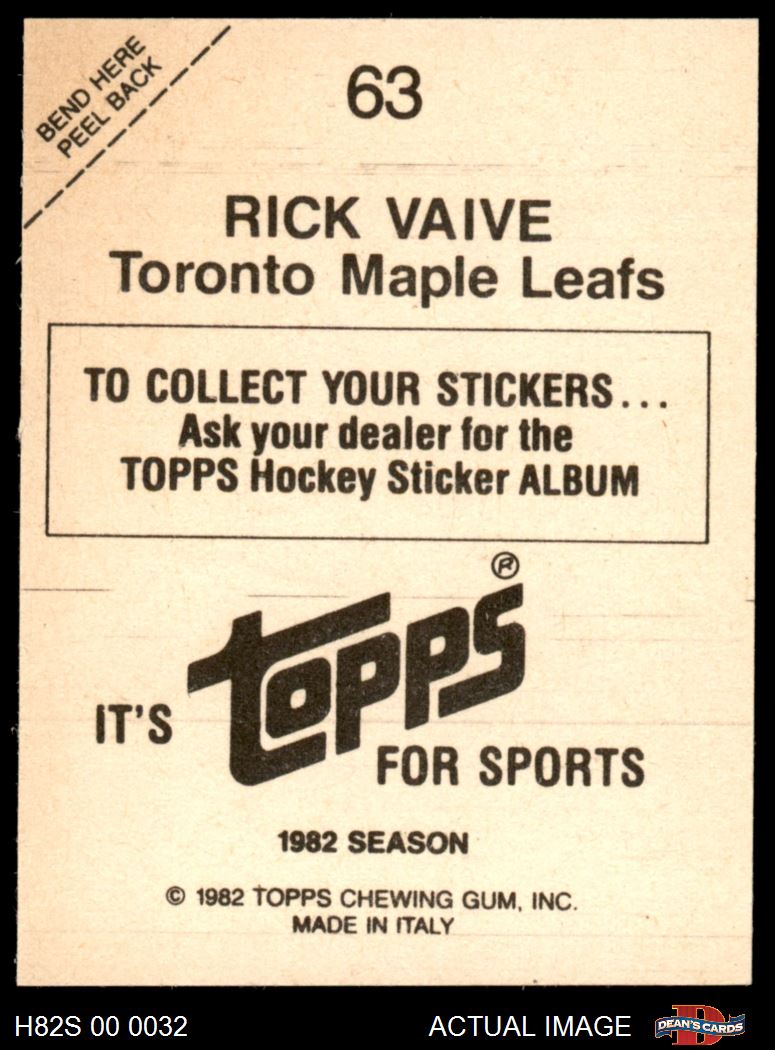 BEND HERE
PEEL BACK
63
RICK VAIVE
Toronto Maple Leafs
TO COLLECT YOUR STICKERS...
Ask your dealer for the
TOPPS Hockey Sticker ALBUM
®
IT'S topps
FOR SPORTS
1982 SEASON
© 1982 TOPPS CHEWING GUM, INC.
MADE IN ITALY
H82S 00 0032 ACTUAL IMAGE D DEAN'S CARDS